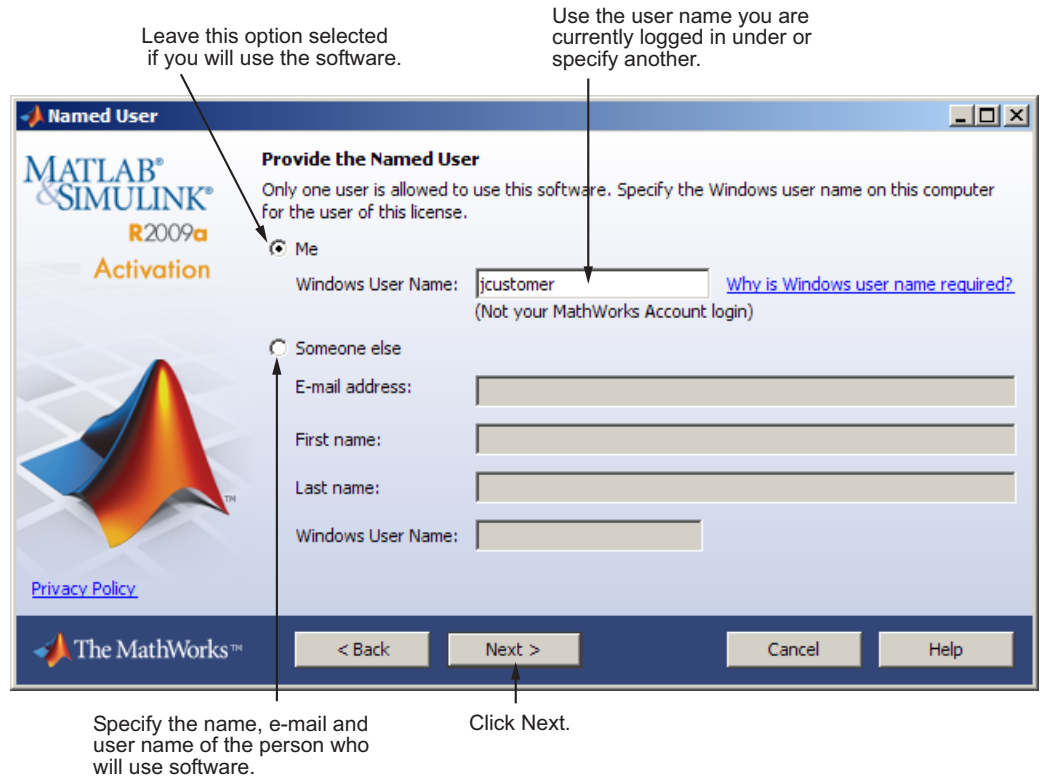 Leave this option selected
if you will use the software.
Use the user name you are
currently logged in under or
specify another.
Named User
MATLAB®
&SIMULINK®
R2009a
Activation
Provide the Named User
Only one user is allowed to use this software. Specify the Windows user name on this computer
for the user of this license.
Me
Windows User Name: jcustomer Why is Windows user name required?
(Not your MathWorks Account login)
Someone else
E-mail address:
First name:
Last name:
Windows User Name:
TM
Privacy Policy
The MathWorks™ < Back Next > Cancel Help
Specify the name, e-mail and
user name of the person who
will use software.
Click Next.